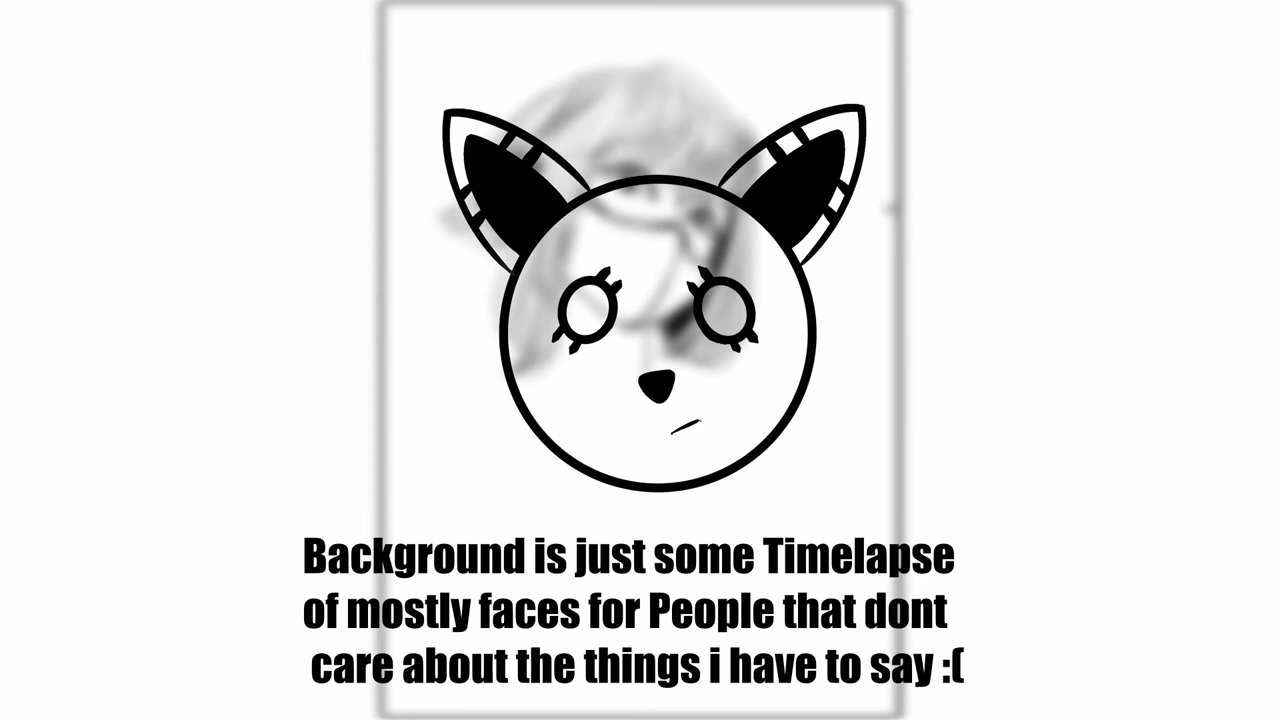 Background is just some Timelapse
of mostly faces for People that dont
care about the things i have to say :(